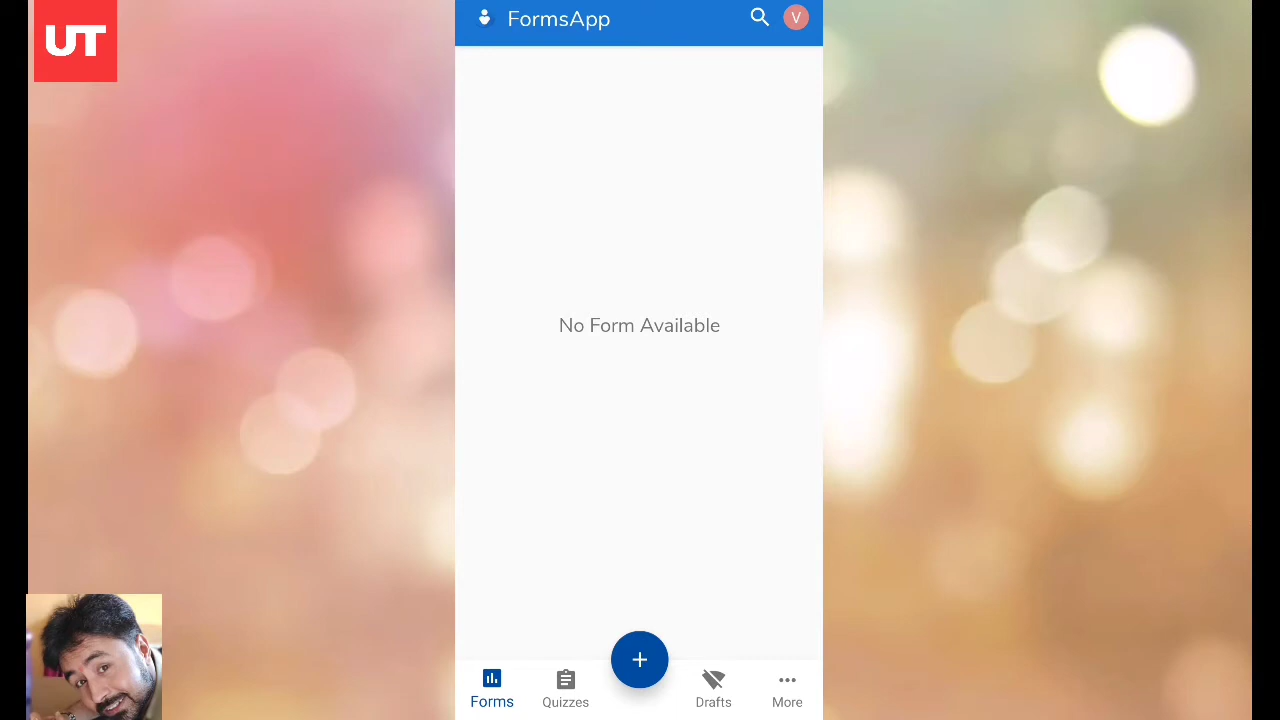 UT
FormsApp
V
No Form Available
Forms
Quizzes
Drafts
More